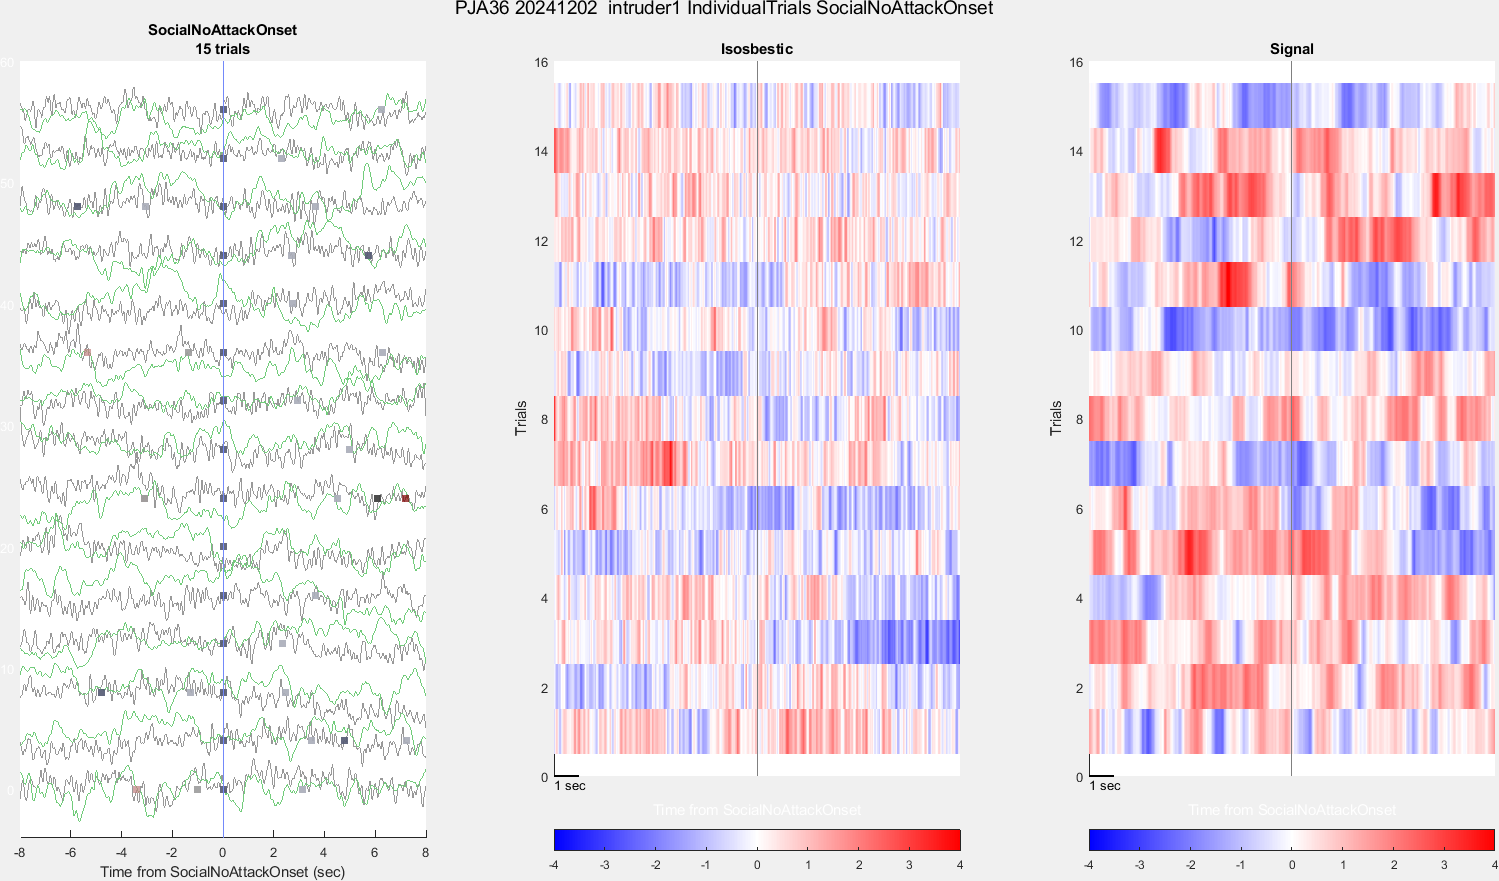 PJA36 20241202  intruder1 IndividualTrials SocialNoAttackOnset
SocialNoAttackOnset
15 trials
60
50
40
30
20
10
0
-8 -6 -4 -2 0 2 4 6 8
Time from SocialNoAttackOnset (sec)
Isosbestic
Trials
16
14
12
10
8
6
4
2
0
1 sec
Time from SocialNoAttackOnset
-4 -3 -2 -1 0 1 2 3 4
Signal
Trials
16
14
12
10
8
6
4
2
0
1 sec
Time from SocialNoAttackOnset
-4 -3 -2 -1 0 1 2 3 4